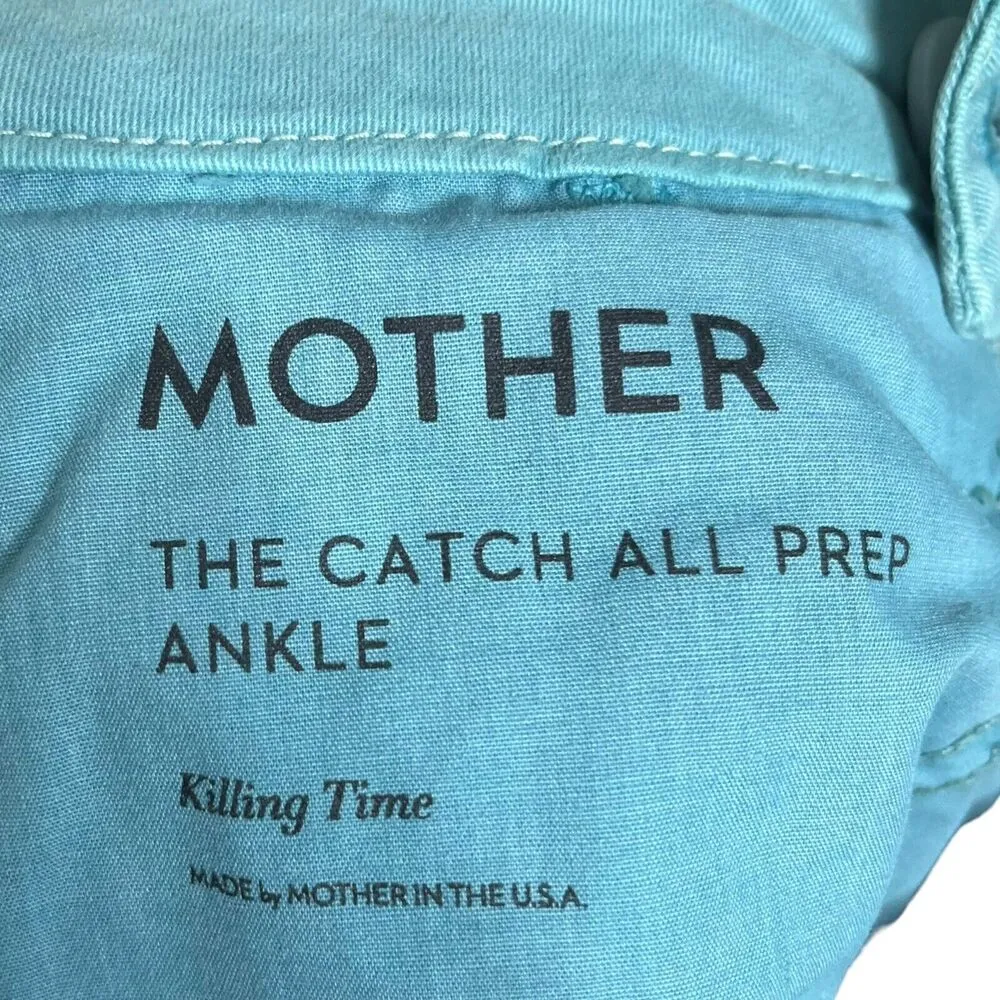 MOTHER
THE CATCH ALL PREP
ANKLE
Killing Time
MADE by MOTHER IN THE U.S.A.